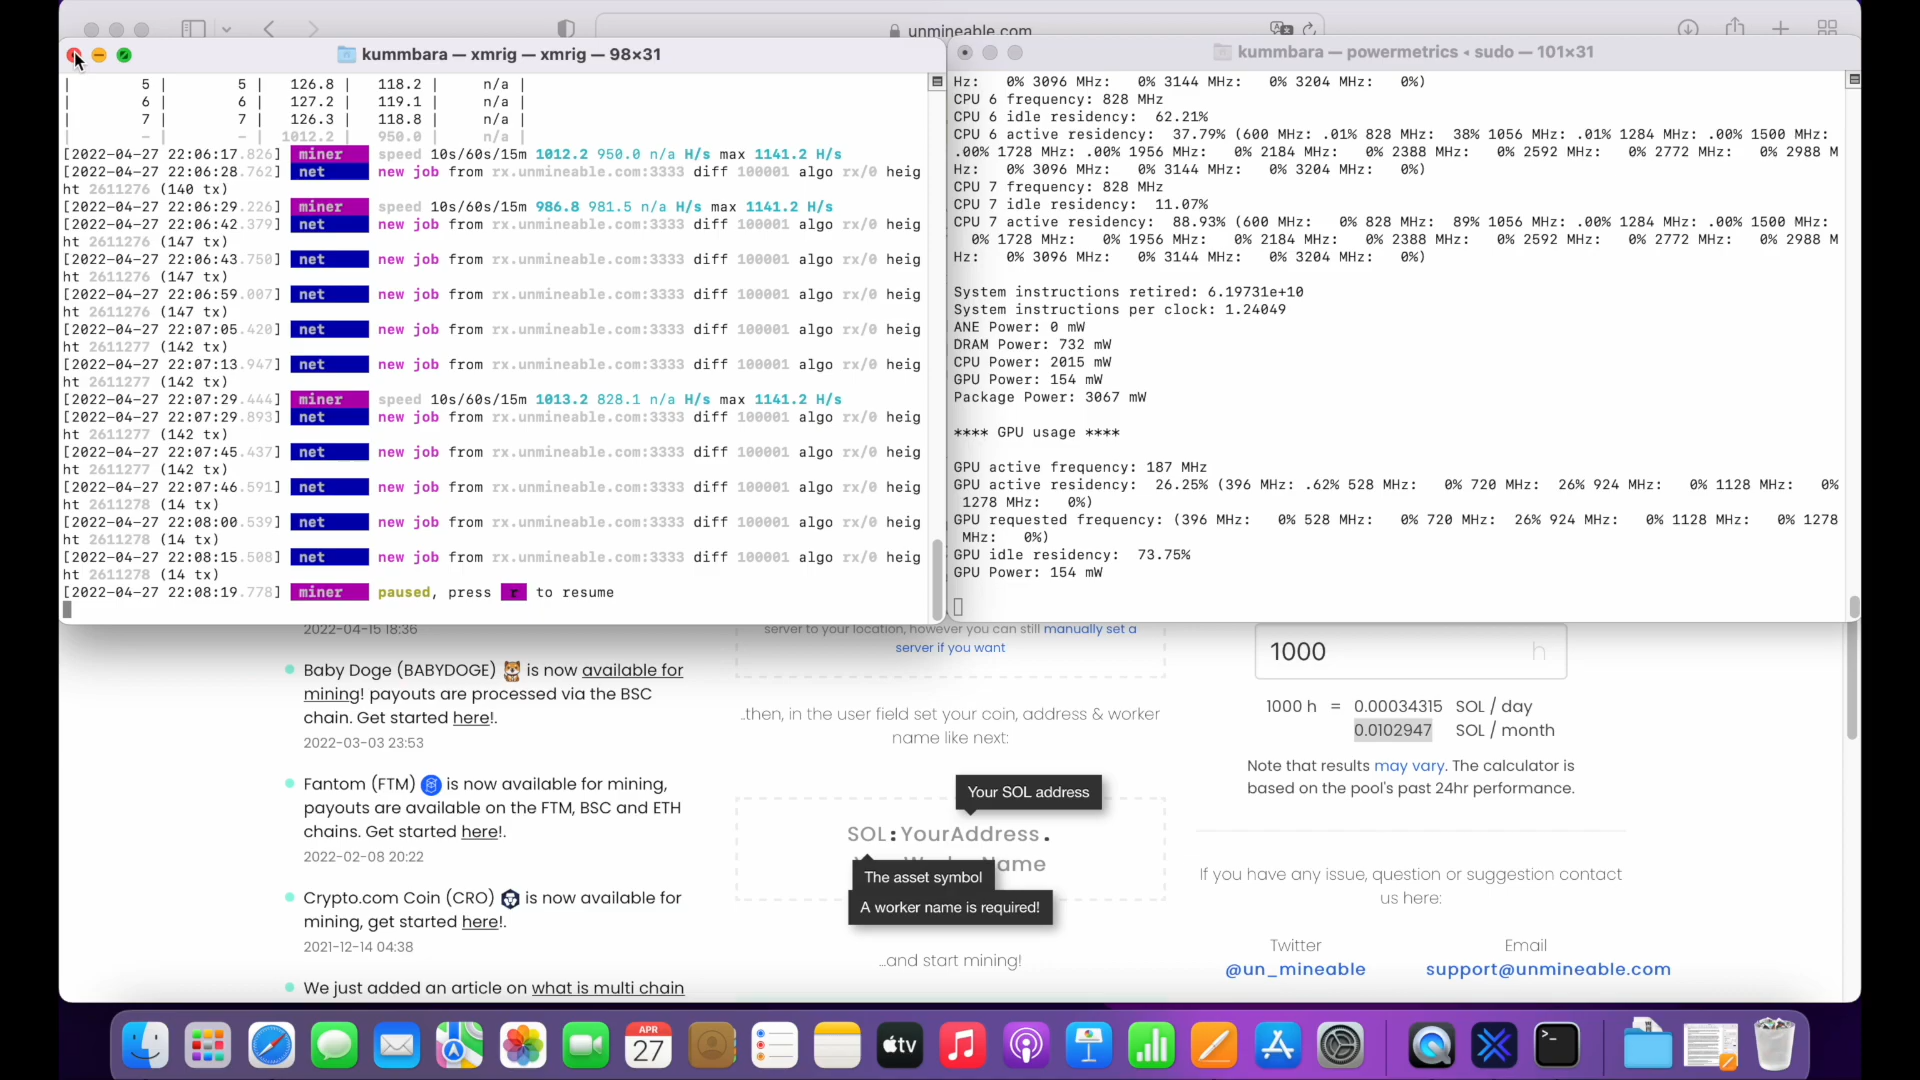 unmineable.com
kummbara — xmrig — xmrig — 98×31
| 5 | 5 | 126.8 | 118.2 | n/a |
| 6 | 6 | 127.2 | 119.1 | n/a |
| 7 | 7 | 126.3 | 118.8 | n/a |
| - | - | 1012.2 | 950.0 | n/a |
[2022-04-27 22:06:17.826] miner speed 10s/60s/15m 1012.2 950.0 n/a H/s max 1141.2 H/s
[2022-04-27 22:06:28.762] net new job from rx.unmineable.com:3333 diff 100001 algo rx/0 heig
ht 2611276 (140 tx)
[2022-04-27 22:06:29.226] miner speed 10s/60s/15m 986.8 981.5 n/a H/s max 1141.2 H/s
[2022-04-27 22:06:42.379] net new job from rx.unmineable.com:3333 diff 100001 algo rx/0 heig
ht 2611276 (147 tx)
[2022-04-27 22:06:43.750] net new job from rx.unmineable.com:3333 diff 100001 algo rx/0 heig
ht 2611276 (147 tx)
[2022-04-27 22:06:59.007] net new job from rx.unmineable.com:3333 diff 100001 algo rx/0 heig
ht 2611276 (147 tx)
[2022-04-27 22:07:05.420] net new job from rx.unmineable.com:3333 diff 100001 algo rx/0 heig
ht 2611277 (142 tx)
[2022-04-27 22:07:13.947] net new job from rx.unmineable.com:3333 diff 100001 algo rx/0 heig
ht 2611277 (142 tx)
[2022-04-27 22:07:29.444] miner speed 10s/60s/15m 1013.2 828.1 n/a H/s max 1141.2 H/s
[2022-04-27 22:07:29.893] net new job from rx.unmineable.com:3333 diff 100001 algo rx/0 heig
ht 2611277 (142 tx)
[2022-04-27 22:07:45.437] net new job from rx.unmineable.com:3333 diff 100001 algo rx/0 heig
ht 2611277 (142 tx)
[2022-04-27 22:07:46.591] net new job from rx.unmineable.com:3333 diff 100001 algo rx/0 heig
ht 2611278 (14 tx)
[2022-04-27 22:08:00.539] net new job from rx.unmineable.com:3333 diff 100001 algo rx/0 heig
ht 2611278 (14 tx)
[2022-04-27 22:08:15.508] net new job from rx.unmineable.com:3333 diff 100001 algo rx/0 heig
ht 2611278 (14 tx)
[2022-04-27 22:08:19.778] miner paused, press r to resume
kummbara — powermetrics ◂ sudo — 101×31
Hz: 0% 3096 MHz: 0% 3144 MHz: 0% 3204 MHz: 0%)
CPU 6 frequency: 828 MHz
CPU 6 idle residency: 62.21%
CPU 6 active residency: 37.79% (600 MHz: .01% 828 MHz: 38% 1056 MHz: .01% 1284 MHz: .00% 1500 MHz:
.00% 1728 MHz: .00% 1956 MHz: 0% 2184 MHz: 0% 2388 MHz: 0% 2592 MHz: 0% 2772 MHz: 0% 2988 M
Hz: 0% 3096 MHz: 0% 3144 MHz: 0% 3204 MHz: 0%)
CPU 7 frequency: 828 MHz
CPU 7 idle residency: 11.07%
CPU 7 active residency: 88.93% (600 MHz: 0% 828 MHz: 89% 1056 MHz: .00% 1284 MHz: .00% 1500 MHz:
0% 1728 MHz: 0% 1956 MHz: 0% 2184 MHz: 0% 2388 MHz: 0% 2592 MHz: 0% 2772 MHz: 0% 2988 M
Hz: 0% 3096 MHz: 0% 3144 MHz: 0% 3204 MHz: 0%)
System instructions retired: 6.19731e+10
System instructions per clock: 1.24049
ANE Power: 0 mW
DRAM Power: 732 mW
CPU Power: 2015 mW
GPU Power: 154 mW
Package Power: 3067 mW
**** GPU usage ****
GPU active frequency: 187 MHz
GPU active residency: 26.25% (396 MHz: .62% 528 MHz: 0% 720 MHz: 26% 924 MHz: 0% 1128 MHz: 0%
1278 MHz: 0%)
GPU requested frequency: (396 MHz: 0% 528 MHz: 0% 720 MHz: 26% 924 MHz: 0% 1128 MHz: 0% 1278
MHz: 0%)
GPU idle residency: 73.75%
GPU Power: 154 mW
2022-04-15 18:36
Baby Doge (BABYDOGE) is now available for
mining! payouts are processed via the BSC
chain. Get started here!.
2022-03-03 23:53
Fantom (FTM) is now available for mining,
payouts are available on the FTM, BSC and ETH
chains. Get started here!.
2022-02-08 20:22
Crypto.com Coin (CRO) is now available for
mining, get started here!.
2021-12-14 04:38
We just added an article on what is multi chain
server to your location, however you can still manually set a
server if you want
..then, in the user field set your coin, address & worker
name like next:
Your SOL address
SOL:YourAddress.
ame
The asset symbol
A worker name is required!
...and start mining!
1000 h
1000 h = 0.00034315 SOL / day
0.0102947 SOL / month
Note that results may vary. The calculator is
based on the pool's past 24hr performance.
If you have any issue, question or suggestion contact
us here:
Twitter Email
@un_mineable support@unmineable.com
APR
27
tv